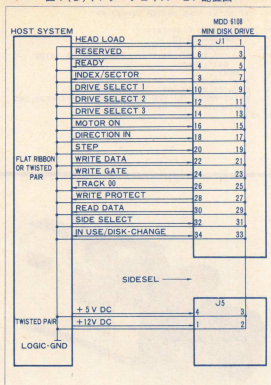 MDD 6108
HOST SYSTEM
MINI DISK DRIVE
J1
HEAD LOAD 2 1
RESERVED 6 3
READY 4 5
INDEX/SECTOR 8 7
DRIVE SELECT 1 10 9
DRIVE SELECT 2 12 11
DRIVE SELECT 3 14 13
MOTOR ON 16 15
DIRECTION IN 18 17
STEP 20 19
WRITE DATA 22 21
WRITE GATE 24 23
TRACK 00 26 25
WRITE PROTECT 28 27
READ DATA 30 29
SIDE SELECT 32 31
IN USE/DISK-CHANGE 34 33
FLAT RIBBON
OR TWISTED
PAIR
SIDESEL
J5
+5V DC 4 3
+12V DC 1 2
TWISTED PAIR
LOGIC-GND